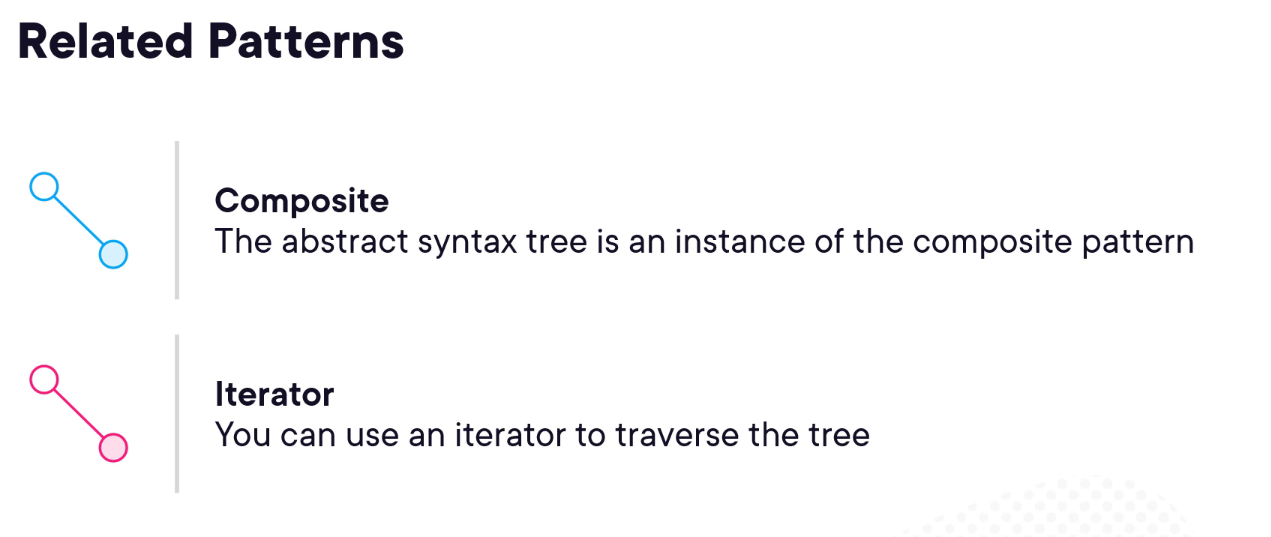 Related Patterns
Composite
The abstract syntax tree is an instance of the composite pattern
Iterator
You can use an iterator to traverse the tree